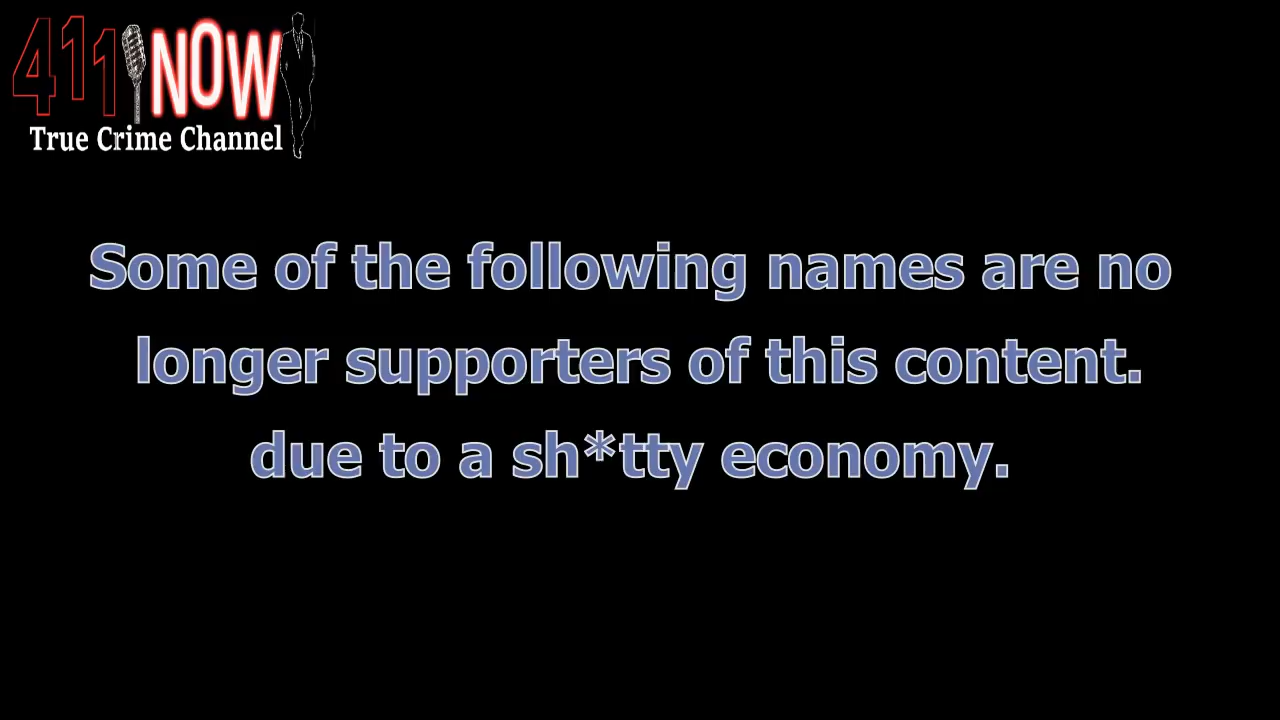 411 NOW
True Crime Channel
Some of the following names are no
longer supporters of this content.
due to a sh*tty economy.